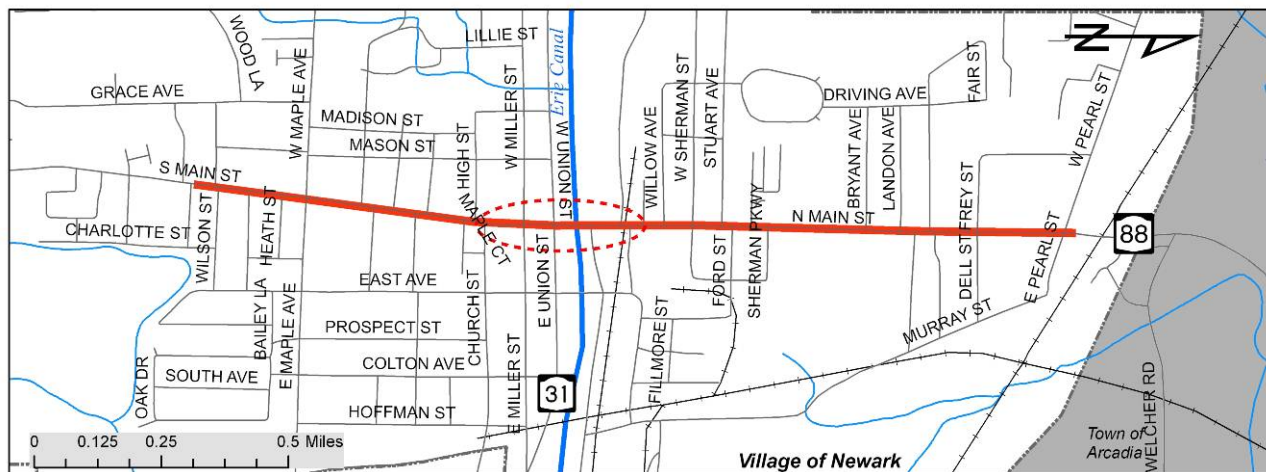 LILLIE ST
WOOD LA
W MAPLE AVE
Erie Canal
W MILLER ST
GRACE AVE
MADISON ST
MASON ST
HIGH ST
W UNION ST
WILLOW AVE
W SHERMAN ST
STUART AVE
DRIVING AVE
FAIR ST
N
W PEARL ST
BRYANT AVE
LANDON AVE
S MAIN ST
N MAIN ST
MAPLE CT
CHARLOTTE ST
WILSON ST
HEATH ST
BAILEY LA
E MAPLE AVE
EAST AVE
CHURCH ST
E UNION ST
FORD ST
SHERMAN PKWY
DELL ST
FREY ST
E PEARL ST
88
MURRAY ST
PROSPECT ST
COLTON AVE
SOUTH AVE
OAK DR
HOFFMAN ST
E MILLER ST
31
FILLMORE ST
WELCHER RD
Town of
Arcadia
Village of Newark
0 0.125 0.25 0.5 Miles